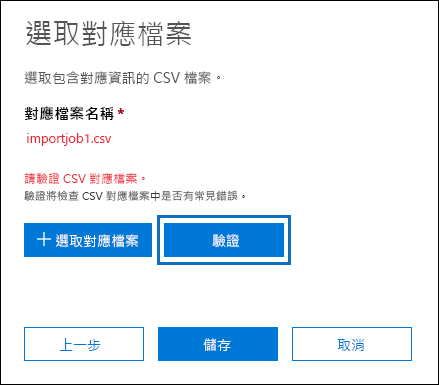 選取對應檔案
選取包含對應資訊的 CSV 檔案。
對應檔案名稱 *
importjob1.csv
請驗證 CSV 對應檔案。
驗證將檢查 CSV 對應檔案中是否有常見錯誤。
+ 選取對應檔案 驗證
上一步 儲存 取消